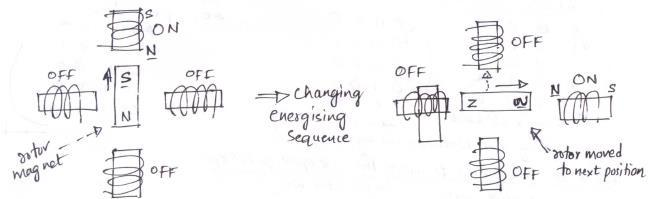 S
ON
N
OFF
S
N
OFF
rotor
magnet
OFF
⇒ changing
energising
sequence
OFF
OFF
N
S
N
ON
S
OFF
rotor moved
to next position